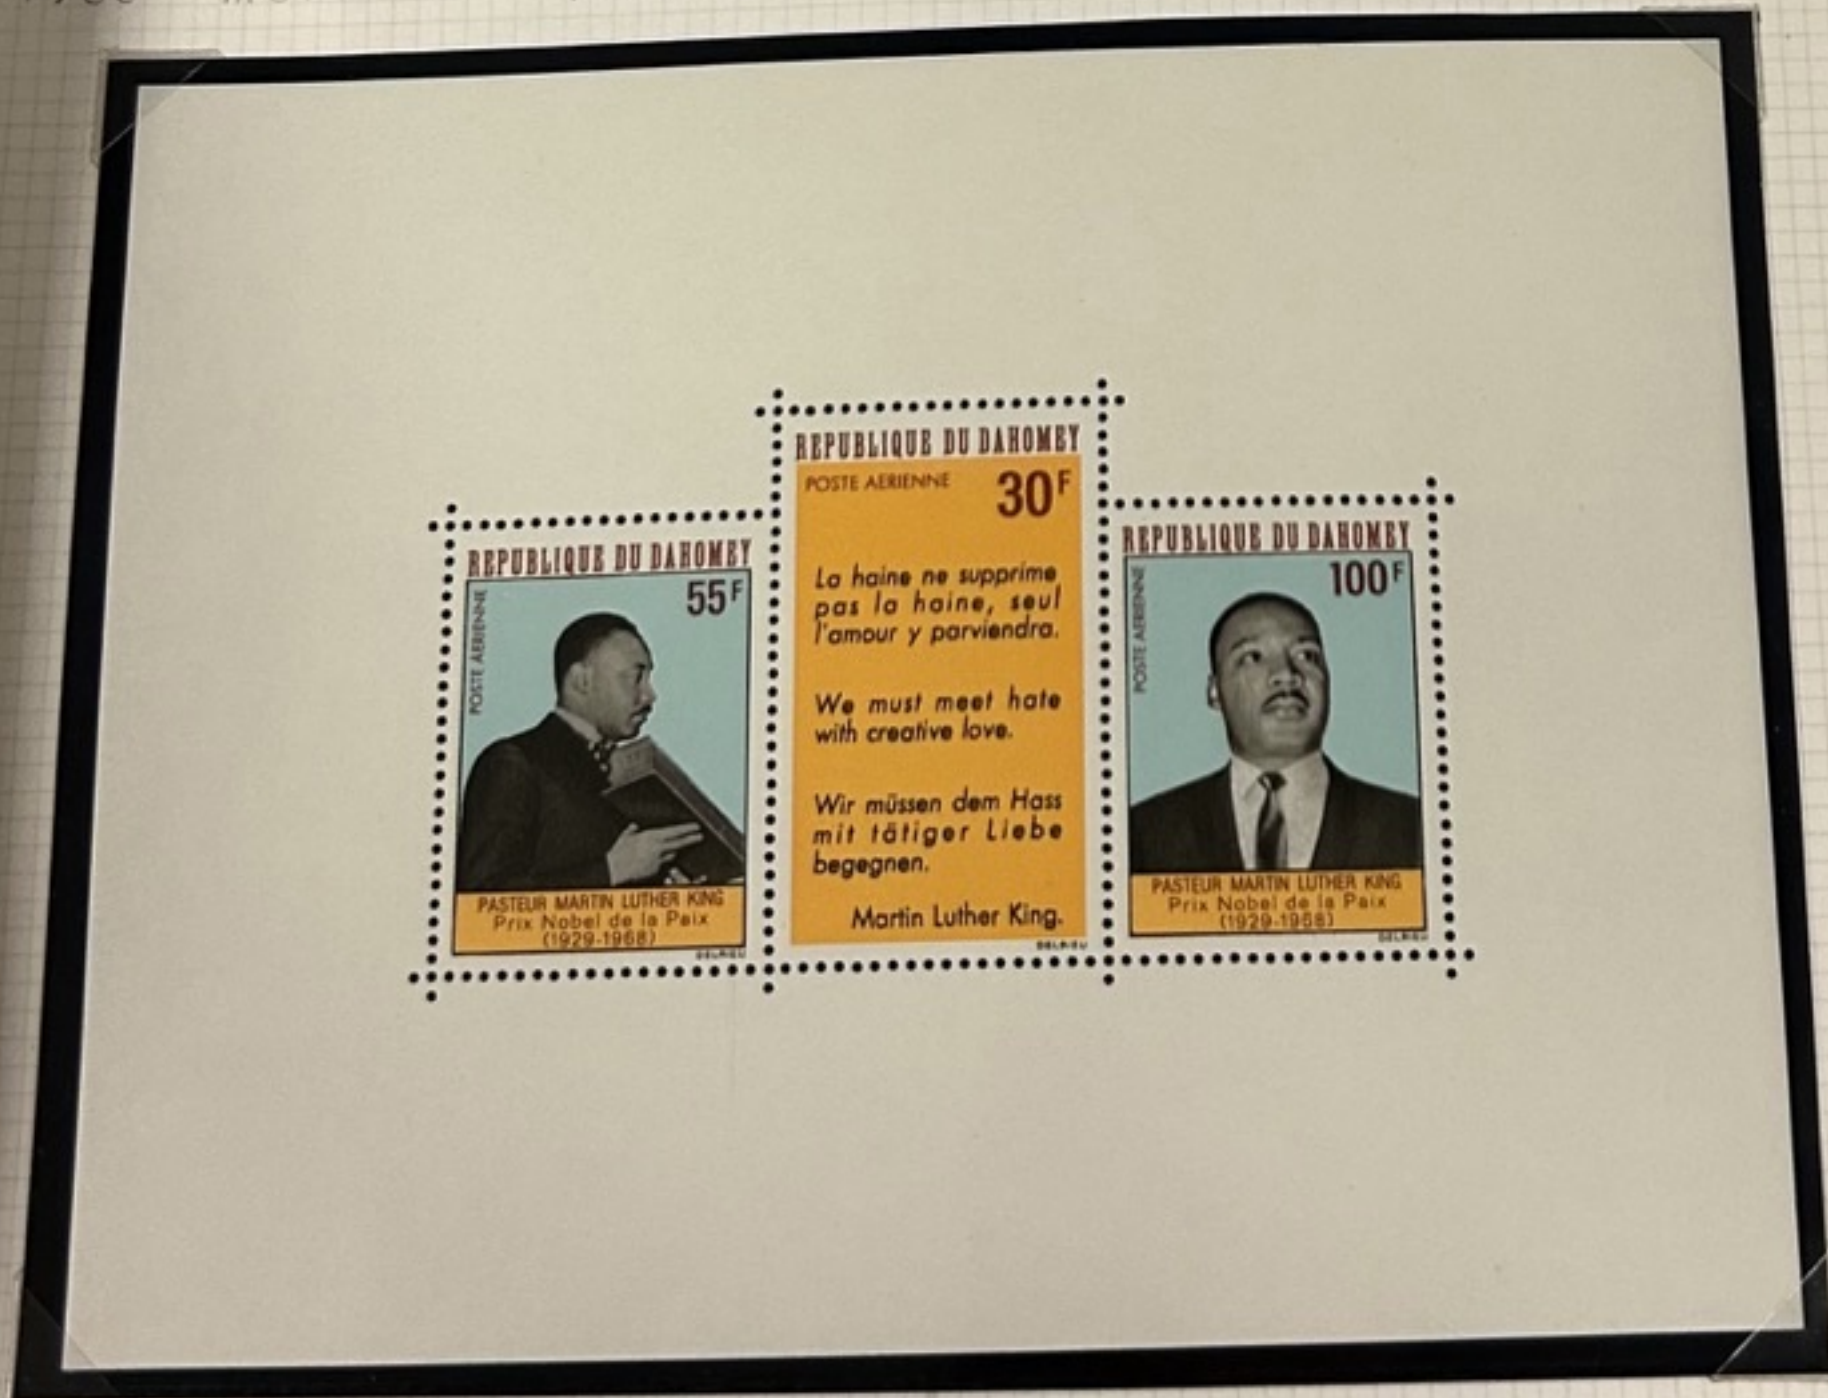 REPUBLIQUE DU DAHOMEY
POSTE AERIENNE
55F
PASTEUR MARTIN LUTHER KING
Prix Nobel de la Paix
(1929-1968)
DELRIEU
REPUBLIQUE DU DAHOMEY
POSTE AERIENNE 30F
La haine ne supprime
pas la haine, seul
l'amour y parviendra.
We must meet hate
with creative love.
Wir müssen dem Hass
mit tätiger Liebe
begegnen.
Martin Luther King.
DELRIEU
REPUBLIQUE DU DAHOMEY
POSTE AERIENNE
100F
PASTEUR MARTIN LUTHER KING
Prix Nobel de la Paix
(1929-1968)
DELRIEU